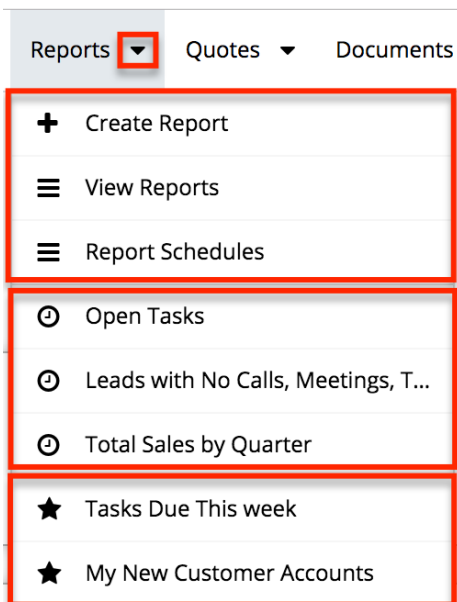 Reports Quotes Documents
Create Report
View Reports
Report Schedules
Open Tasks
Leads with No Calls, Meetings, T...
Total Sales by Quarter
Tasks Due This week
My New Customer Accounts